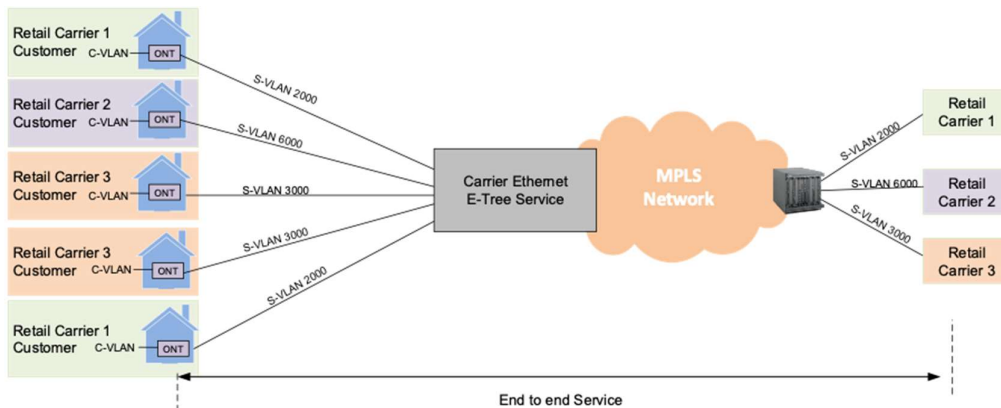 Retail Carrier 1
Customer
C-VLAN
ONT
S-VLAN 2000
Retail Carrier 2
Customer
C-VLAN
ONT
S-VLAN 6000
Retail Carrier 3
Customer
C-VLAN
ONT
S-VLAN 3000
Retail Carrier 3
Customer
C-VLAN
ONT
S-VLAN 3000
Retail Carrier 1
Customer
C-VLAN
ONT
S-VLAN 2000
Carrier Ethernet
E-Tree Service
MPLS
Network
S-VLAN 2000
S-VLAN 6000
S-VLAN 3000
Retail
Carrier 1
Retail
Carrier 2
Retail
Carrier 3
End to end Service